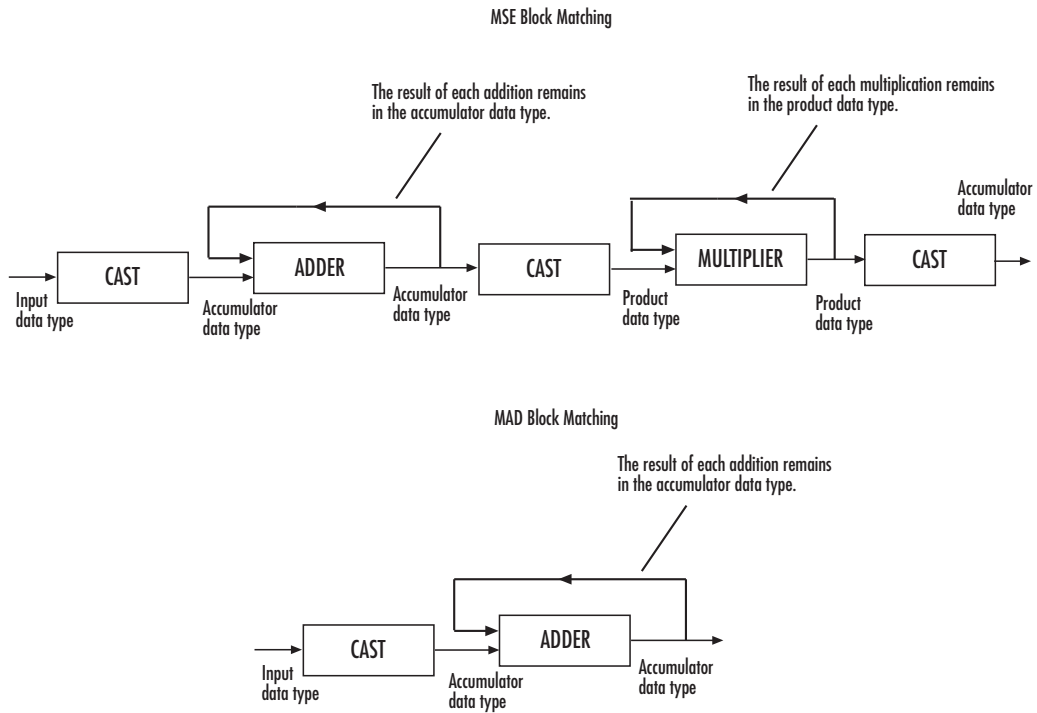 MSE Block Matching
The result of each addition remains
in the accumulator data type.
The result of each multiplication remains
in the product data type.
Accumulator
data type
CAST
ADDER
CAST
MULTIPLIER
CAST
Input
data type
Accumulator
data type
Accumulator
data type
Product
data type
Product
data type
MAD Block Matching
The result of each addition remains
in the accumulator data type.
CAST
ADDER
Input
data type
Accumulator
data type
Accumulator
data type